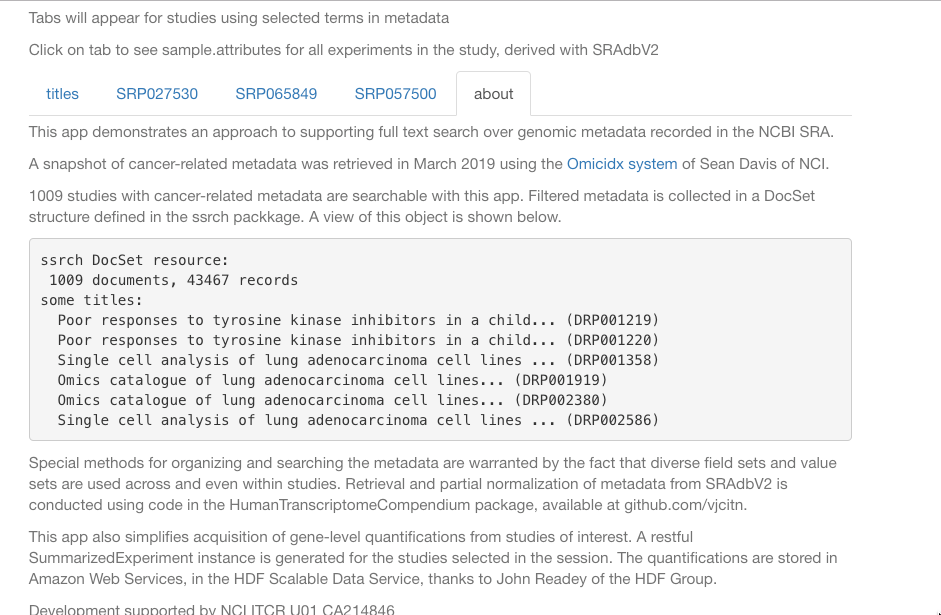 Tabs will appear for studies using selected terms in metadata
Click on tab to see sample.attributes for all experiments in the study, derived with SRAdbV2
titles SRP027530 SRP065849 SRP057500 about
This app demonstrates an approach to supporting full text search over genomic metadata recorded in the NCBI SRA.
A snapshot of cancer-related metadata was retrieved in March 2019 using the Omicidx system of Sean Davis of NCI.
1009 studies with cancer-related metadata are searchable with this app. Filtered metadata is collected in a DocSet
structure defined in the ssrch packkage. A view of this object is shown below.
ssrch DocSet resource:
1009 documents, 43467 records
some titles:
Poor responses to tyrosine kinase inhibitors in a child... (DRP001219)
Poor responses to tyrosine kinase inhibitors in a child... (DRP001220)
Single cell analysis of lung adenocarcinoma cell lines ... (DRP001358)
Omics catalogue of lung adenocarcinoma cell lines... (DRP001919)
Omics catalogue of lung adenocarcinoma cell lines... (DRP002380)
Single cell analysis of lung adenocarcinoma cell lines ... (DRP002586)
Special methods for organizing and searching the metadata are warranted by the fact that diverse field sets and value
sets are used across and even within studies. Retrieval and partial normalization of metadata from SRAdbV2 is
conducted using code in the HumanTranscriptomeCompendium package, available at github.com/vjcitn.
This app also simplifies acquisition of gene-level quantifications from studies of interest. A restful
SummarizedExperiment instance is generated for the studies selected in the session. The quantifications are stored in
Amazon Web Services, in the HDF Scalable Data Service, thanks to John Readey of the HDF Group.
Development supported by NCI ITCR U01 CA214846